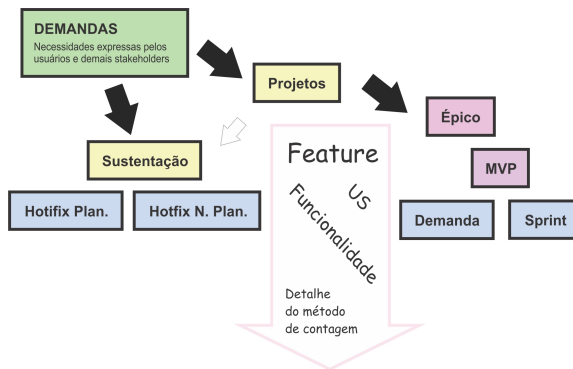 DEMANDAS
Necessidades expressas pelos
usuários e demais stakeholders
Projetos
Épico
Sustentação
MVP
Hotifix Plan.
Hotfix N. Plan.
Demanda
Sprint
Feature
US
Funcionalidade
Detalhe
do método
de contagem